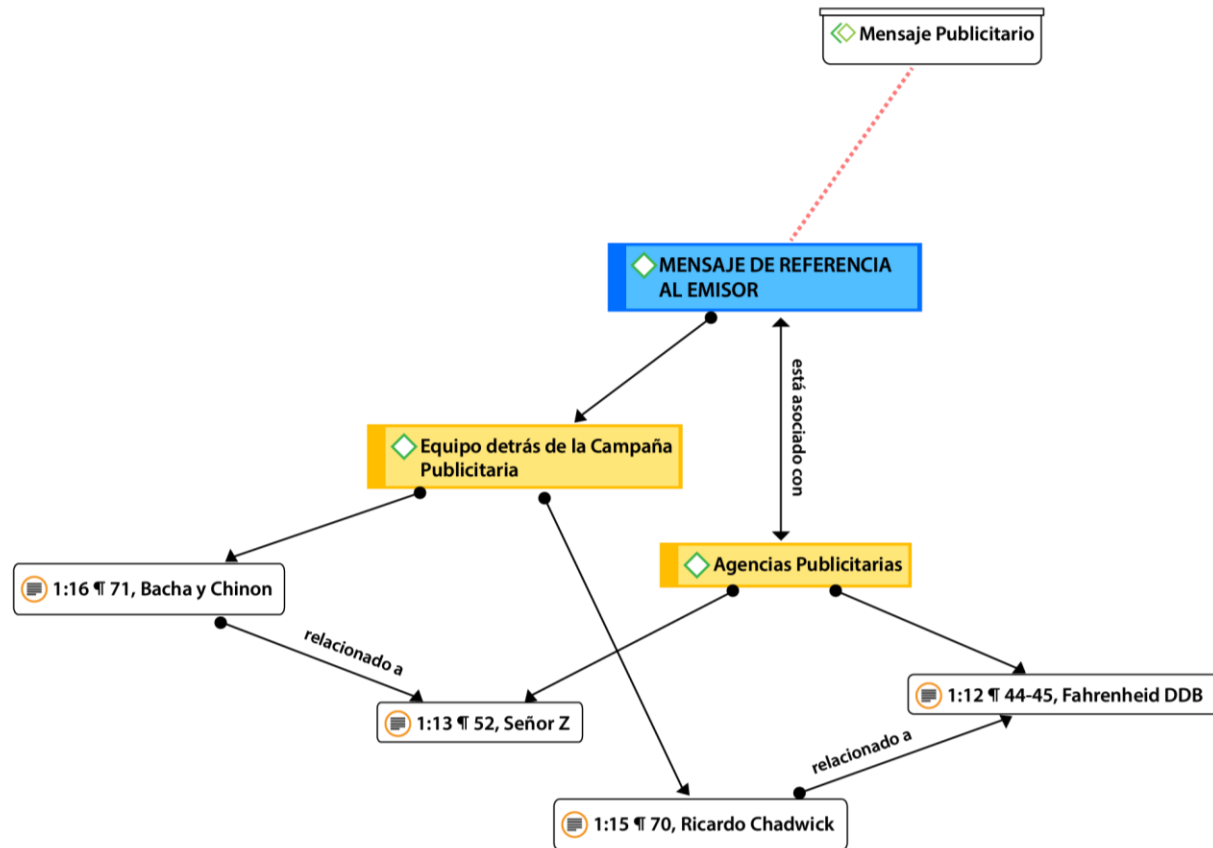 Mensaje Publicitario
MENSAJE DE REFERENCIA
AL EMISOR
está asociado con
Equipo detrás de la Campaña
Publicitaria
Agencias Publicitarias
1:16 ¶ 71, Bacha y Chinon
relacionado a
1:13 ¶ 52, Señor Z
1:12 ¶ 44-45, Fahrenheid DDB
relacionado a
1:15 ¶ 70, Ricardo Chadwick